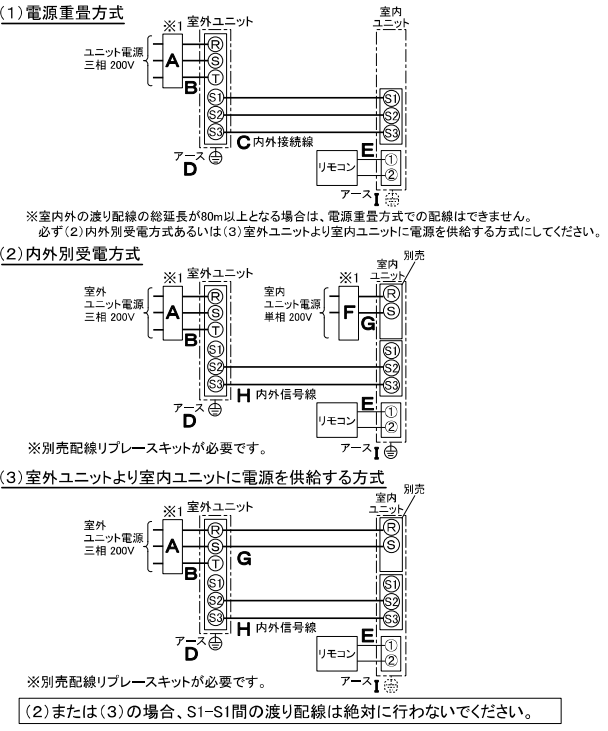 (1)電源重畳方式
※1
室外ユニット
室内
ユニット
ユニット電源
三相 200V
A
R
S
T
B
S1
S2
S3
S1
S2
S3
C 内外接続線
アース
D
E
リモコン
①
②
アース I
※室内外の渡り配線の総延長が80m以上となる場合は、電源重畳方式での配線はできません。
必ず(2)内外別受電方式あるいは(3)室外ユニットより室内ユニットに電源を供給する方式にしてください。
(2)内外別受電方式
※1
室外ユニット
※1
室内
ユニット
別売
室外
ユニット電源
三相 200V
A
R
S
T
B
室内
ユニット電源
単相 200V
F
G
R
S
S1
S2
S3
S1
S2
S3
H 内外信号線
アース
D
E
リモコン
①
②
アース I
※別売配線リプレースキットが必要です。
(3)室外ユニットより室内ユニットに電源を供給する方式
※1
室外ユニット
室内
ユニット
別売
室外
ユニット電源
三相 200V
A
R
S
T
B
G
R
S
S1
S2
S3
S1
S2
S3
H 内外信号線
アース
D
E
リモコン
①
②
アース I
※別売配線リプレースキットが必要です。
(2)または(3)の場合、S1-S1間の渡り配線は絶対に行わないでください。